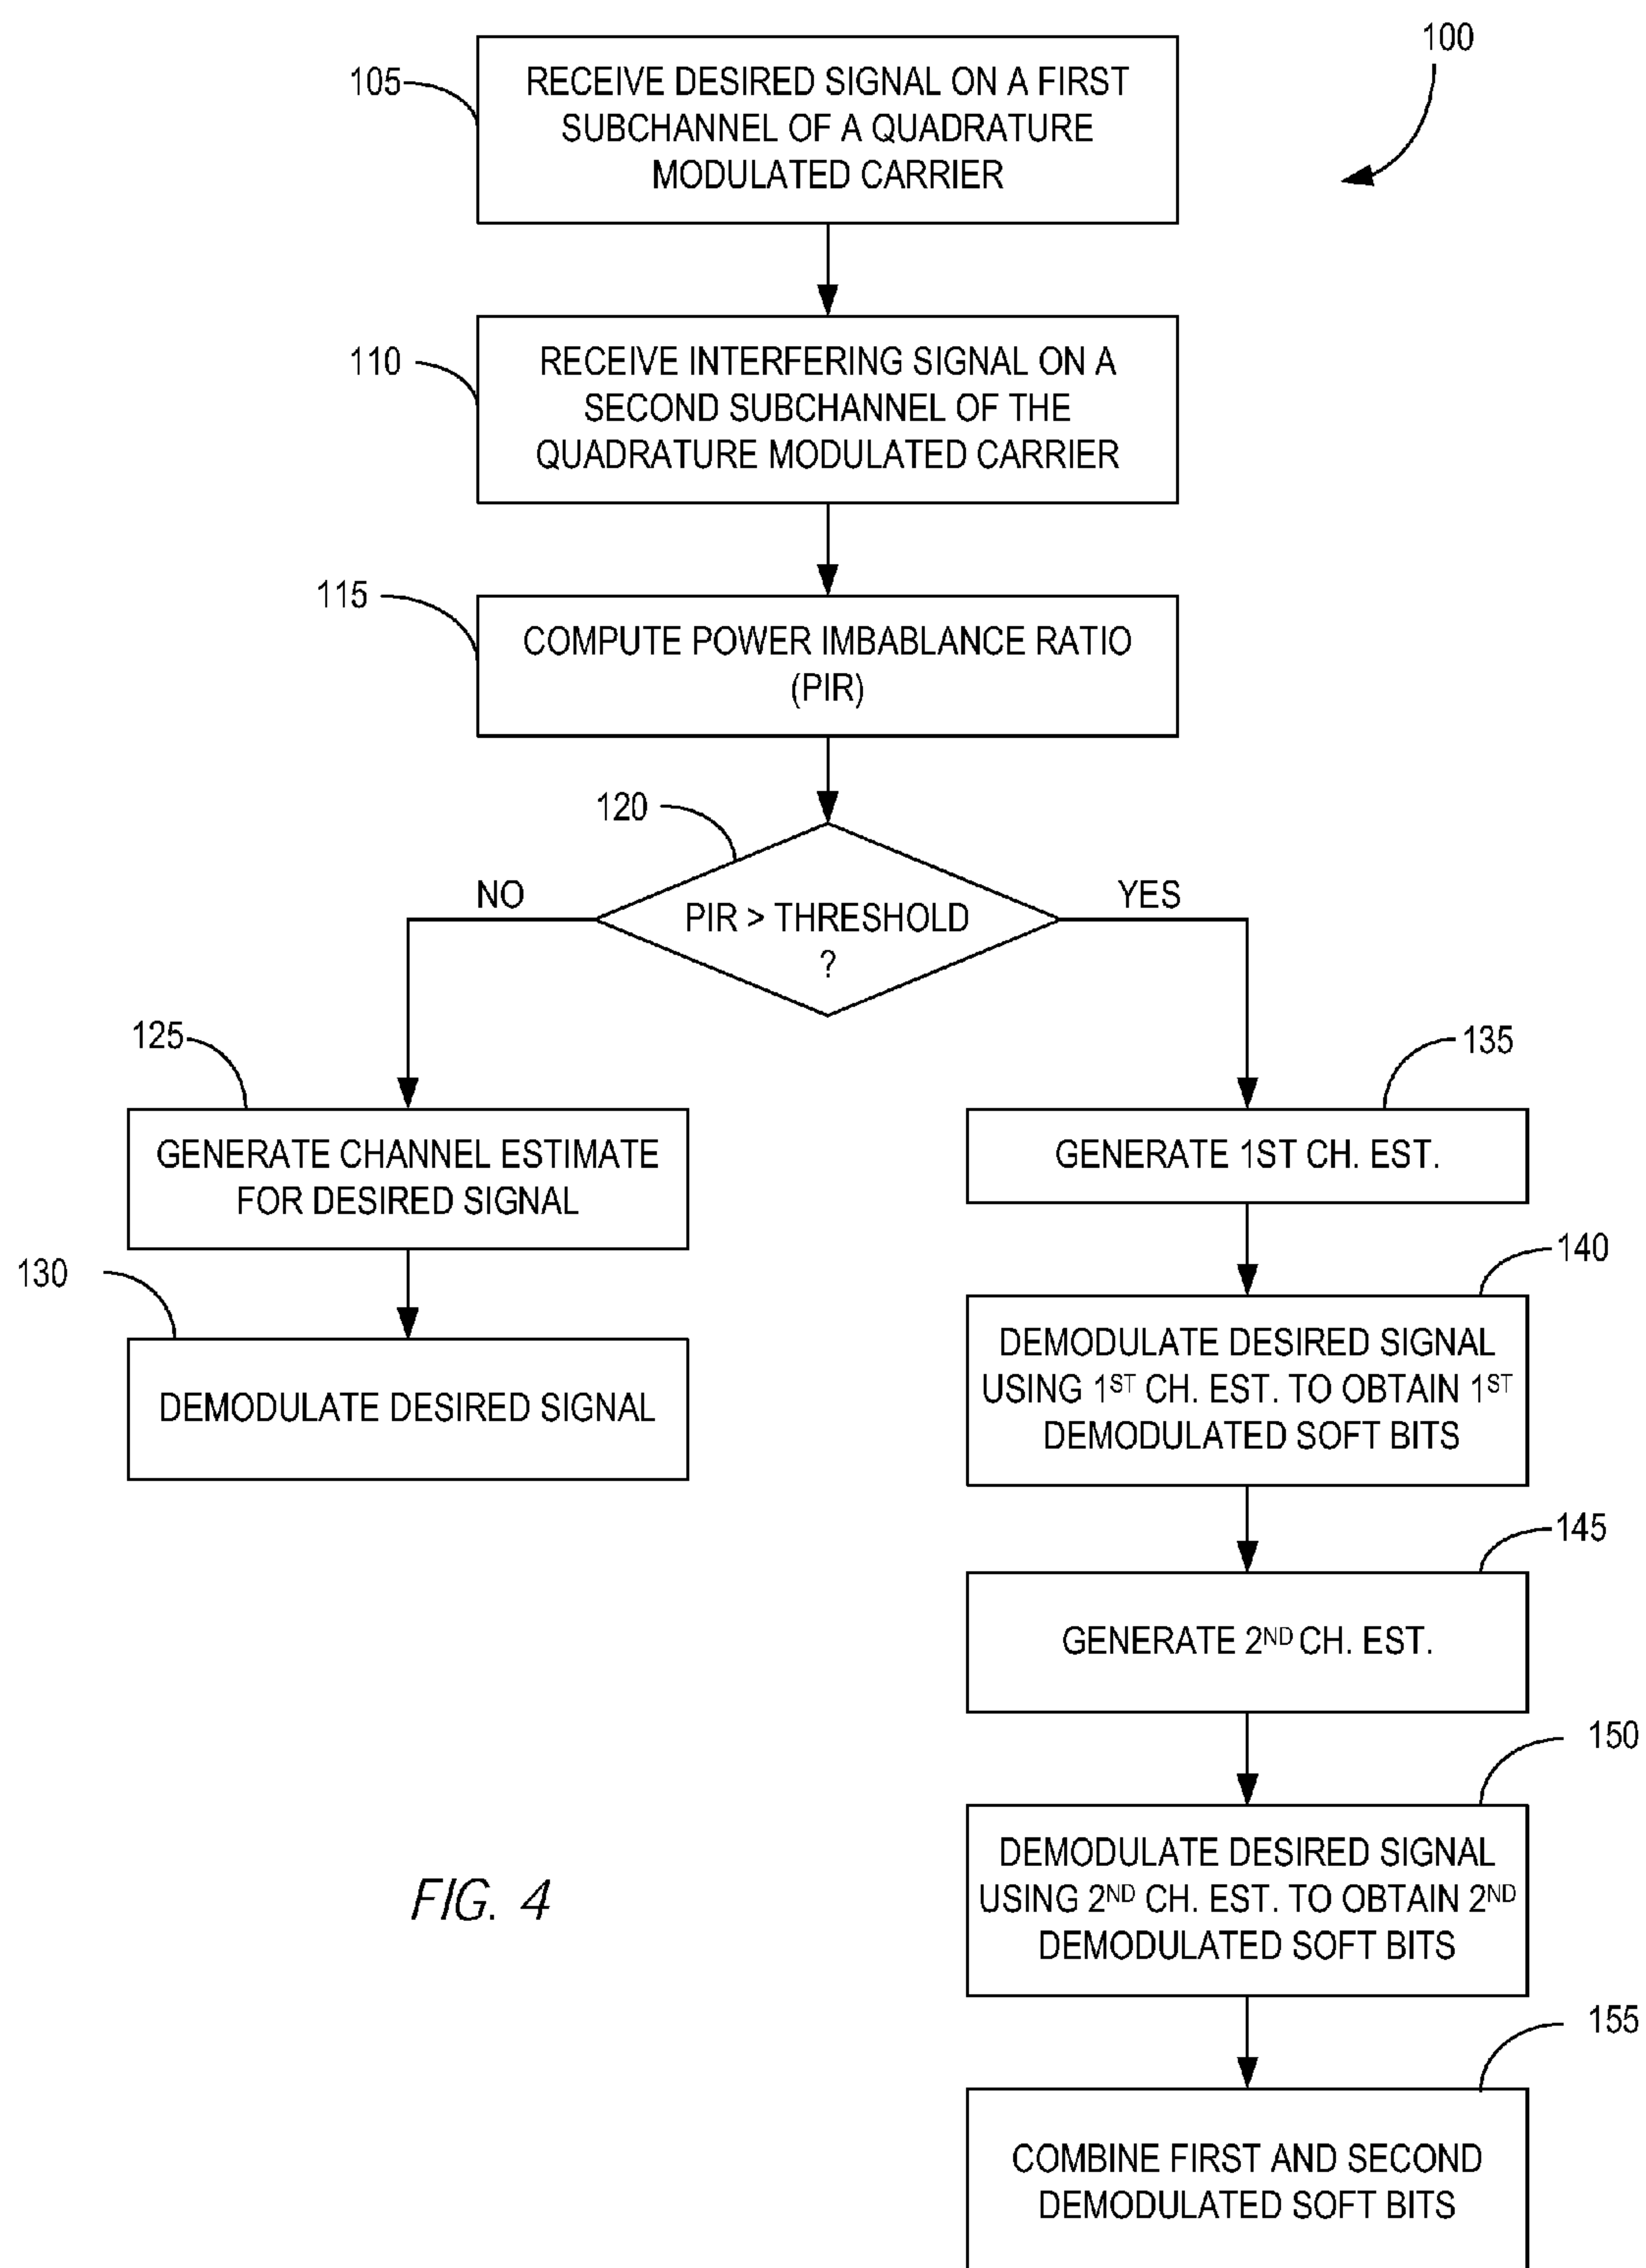 100
105
RECEIVE DESIRED SIGNAL ON A FIRST
SUBCHANNEL OF A QUADRATURE
MODULATED CARRIER
110
RECEIVE INTERFERING SIGNAL ON A
SECOND SUBCHANNEL OF THE
QUADRATURE MODULATED CARRIER
115
COMPUTE POWER IMBABLANCE RATIO
(PIR)
120
NO
YES
PIR > THRESHOLD
?
125
GENERATE CHANNEL ESTIMATE
FOR DESIRED SIGNAL
130
DEMODULATE DESIRED SIGNAL
135
GENERATE 1ST CH. EST.
140
DEMODULATE DESIRED SIGNAL
USING 1ST CH. EST. TO OBTAIN 1ST
DEMODULATED SOFT BITS
145
GENERATE 2ND CH. EST.
150
DEMODULATE DESIRED SIGNAL
USING 2ND CH. EST. TO OBTAIN 2ND
DEMODULATED SOFT BITS
155
COMBINE FIRST AND SECOND
DEMODULATED SOFT BITS
FIG. 4